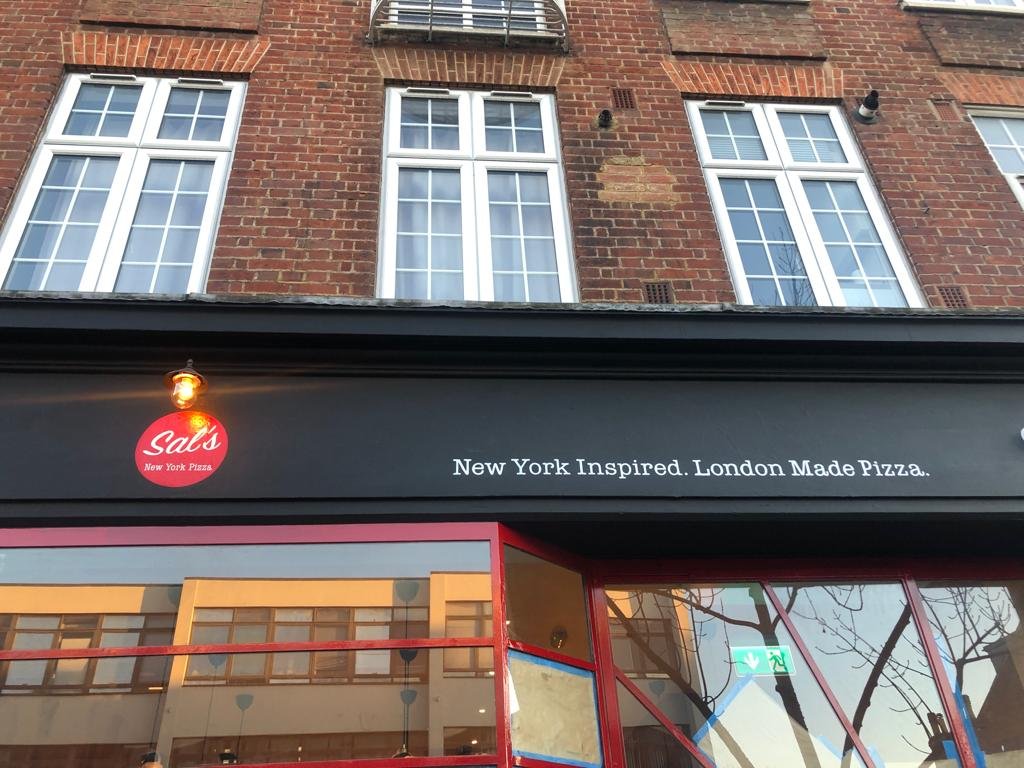 Sal's
New York Pizza
New York Inspired. London Made Pizza.